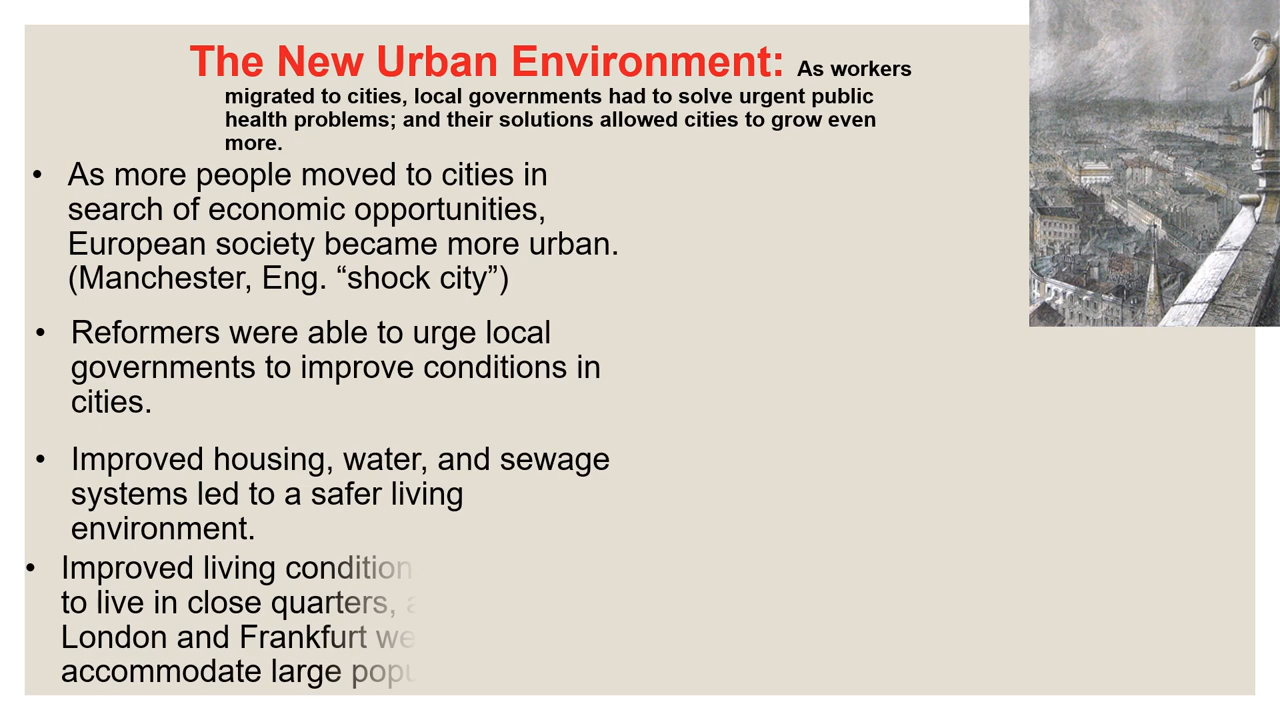 The New Urban Environment: As workers
migrated to cities, local governments had to solve urgent public
health problems; and their solutions allowed cities to grow even
more.
• As more people moved to cities in
search of economic opportunities,
European society became more urban.
(Manchester, Eng. “shock city”)
• Reformers were able to urge local
governments to improve conditions in
cities.
• Improved housing, water, and sewage
systems led to a safer living
environment.
• Improved living condition
to live in close quarters,
London and Frankfurt
accommodate large